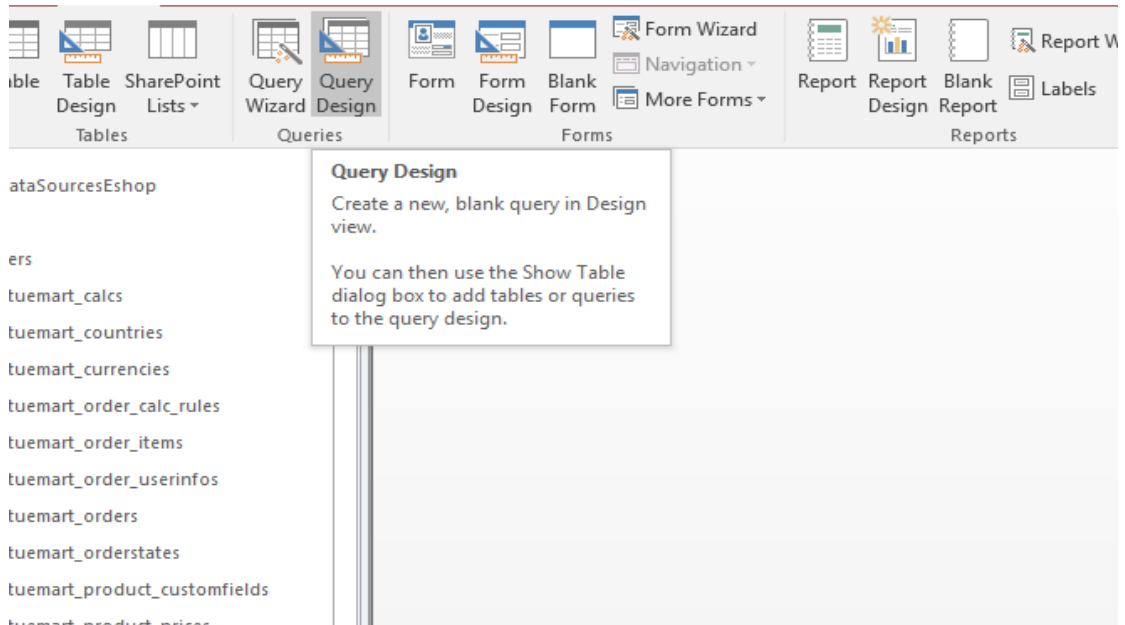 Form Wizard
Navigation
More Forms
Report W
Labels
able Table SharePoint Query Query Form Form Blank Report Report Blank
Design Lists Wizard Design Design Form Design Report
Tables Queries Forms Reports
Query Design
Create a new, blank query in Design
view.
You can then use the Show Table
dialog box to add tables or queries
to the query design.
ataSourcesEshop
ers
tuemart_calcs
tuemart_countries
tuemart_currencies
tuemart_order_calc_rules
tuemart_order_items
tuemart_order_userinfos
tuemart_orders
tuemart_orderstates
tuemart_product_customfields
tuemart_product_prices